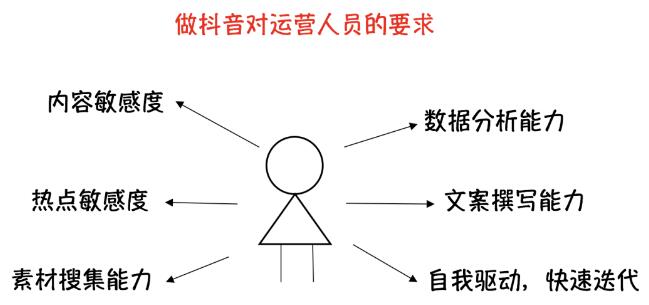 做抖音对运营人员的要求
内容敏感度
数据分析能力
热点敏感度
文案撰写能力
素材搜集能力
自我驱动，快速迭代